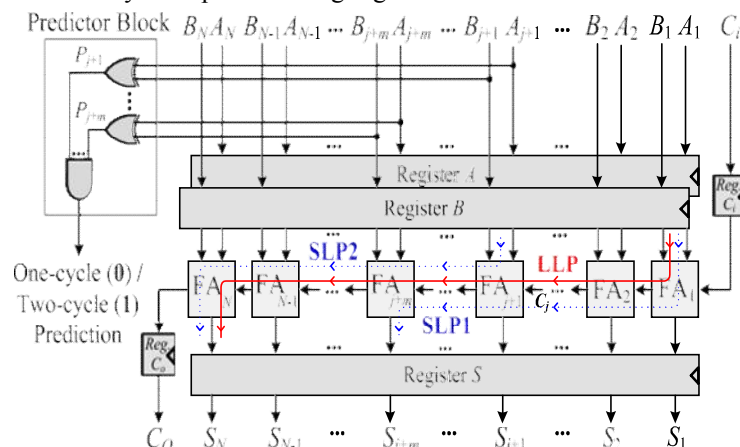 Predictor Block
B_N A_N B_N-1 A_N-1 ... B_j+m A_j+m ... B_j+1 A_j+1 ... B_2 A_2 B_1 A_1 C_i
P_j+1
P_j+m
...
Register A
Reg. C_i
Register B
SLP2
LLP
One-cycle (0) /
Two-cycle (1)
Prediction
FA_N FA_N-1 ... FA_j+m ... FA_j+1 C_j ... FA_2 FA_1
SLP1
Reg. C_o
Register S
C_O S_N S_N-1 ... S_j+m ... S_j+1 ... S_2 S_1